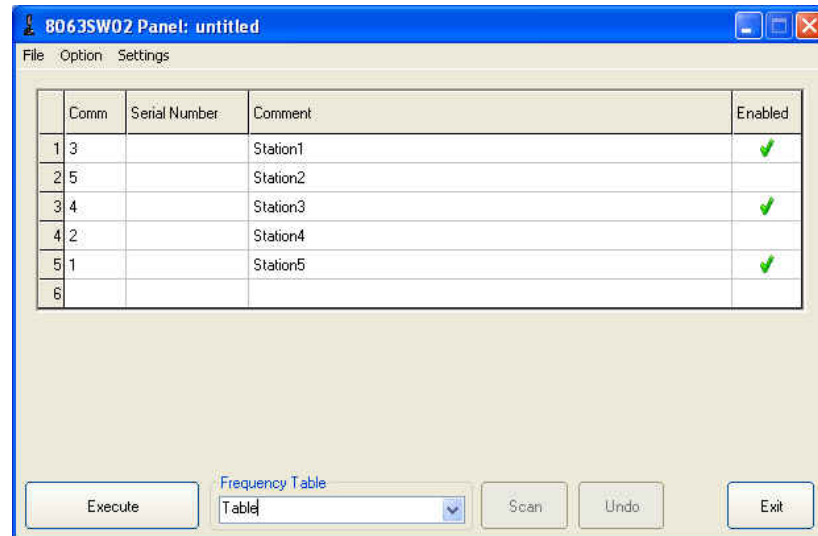 8063SW02 Panel: untitled
File Option Settings
Comm Serial Number Comment Enabled
1 3 Station1
2 5 Station2
3 4 Station3
4 2 Station4
5 1 Station5
6
Frequency Table
Execute Table Scan Undo Exit